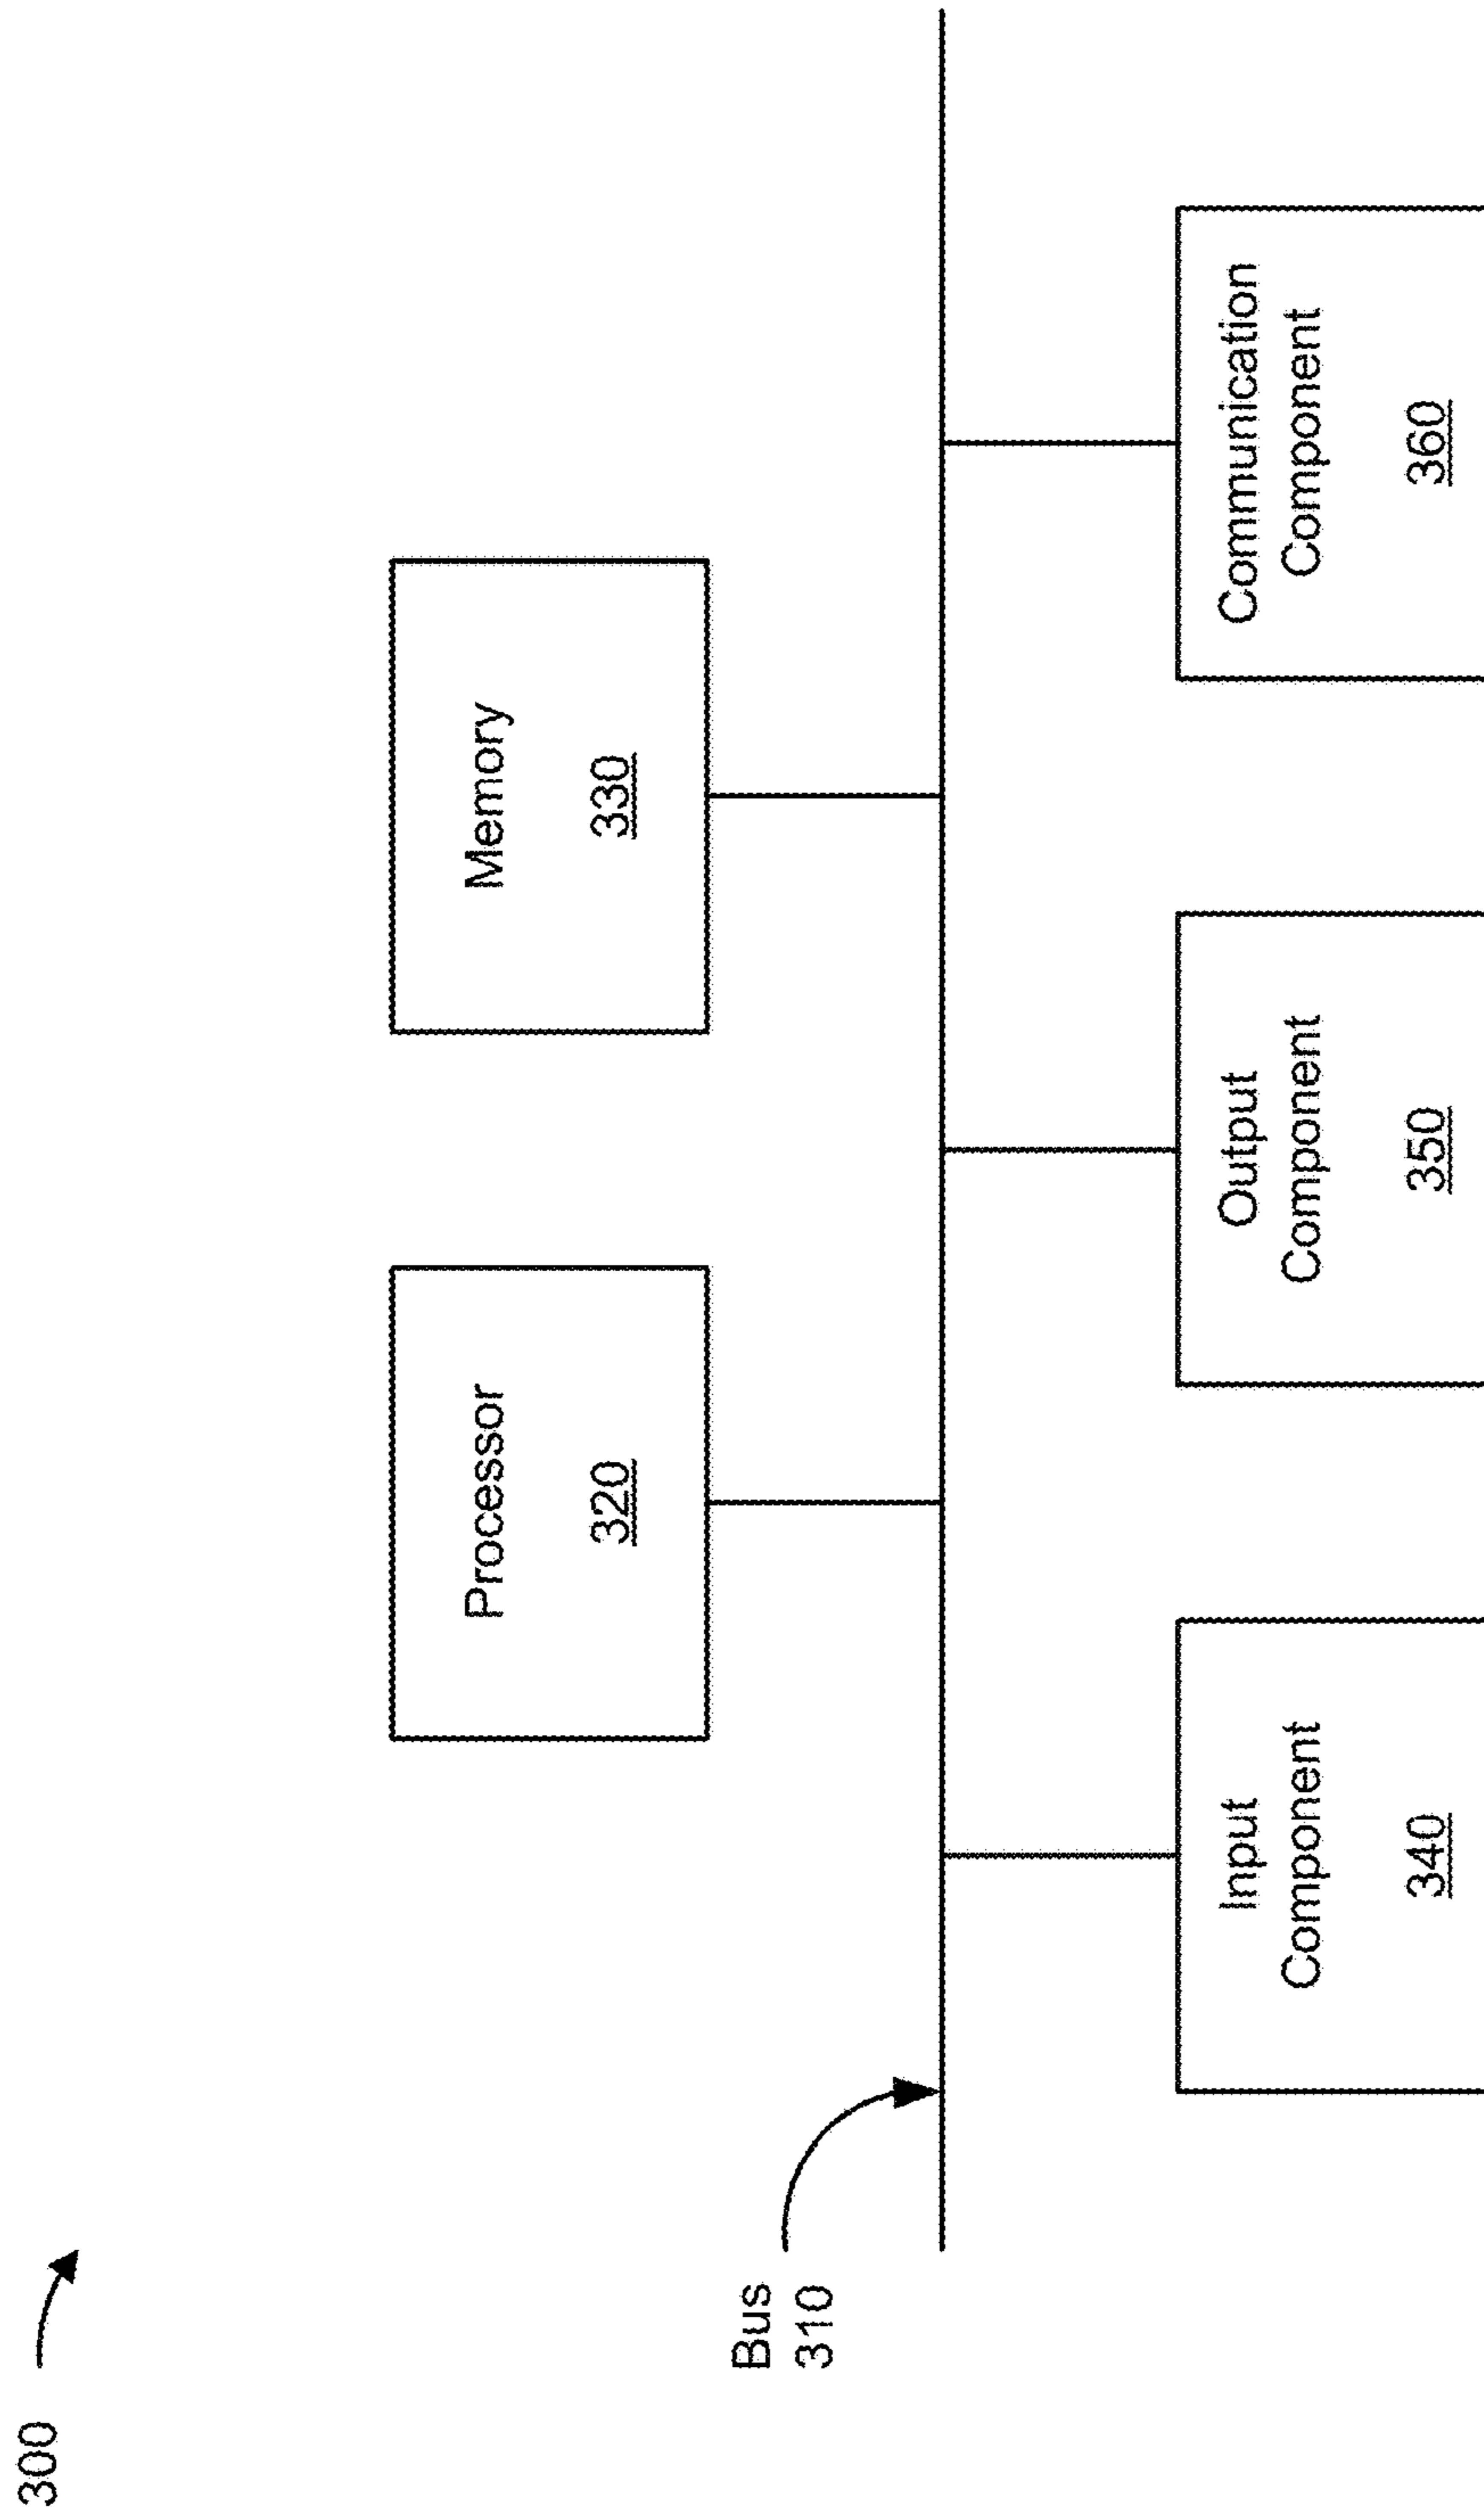 300
Processor
320
Memory
330
Bus
310
Input
Component
340
Output
Component
350
Communication
Component
360